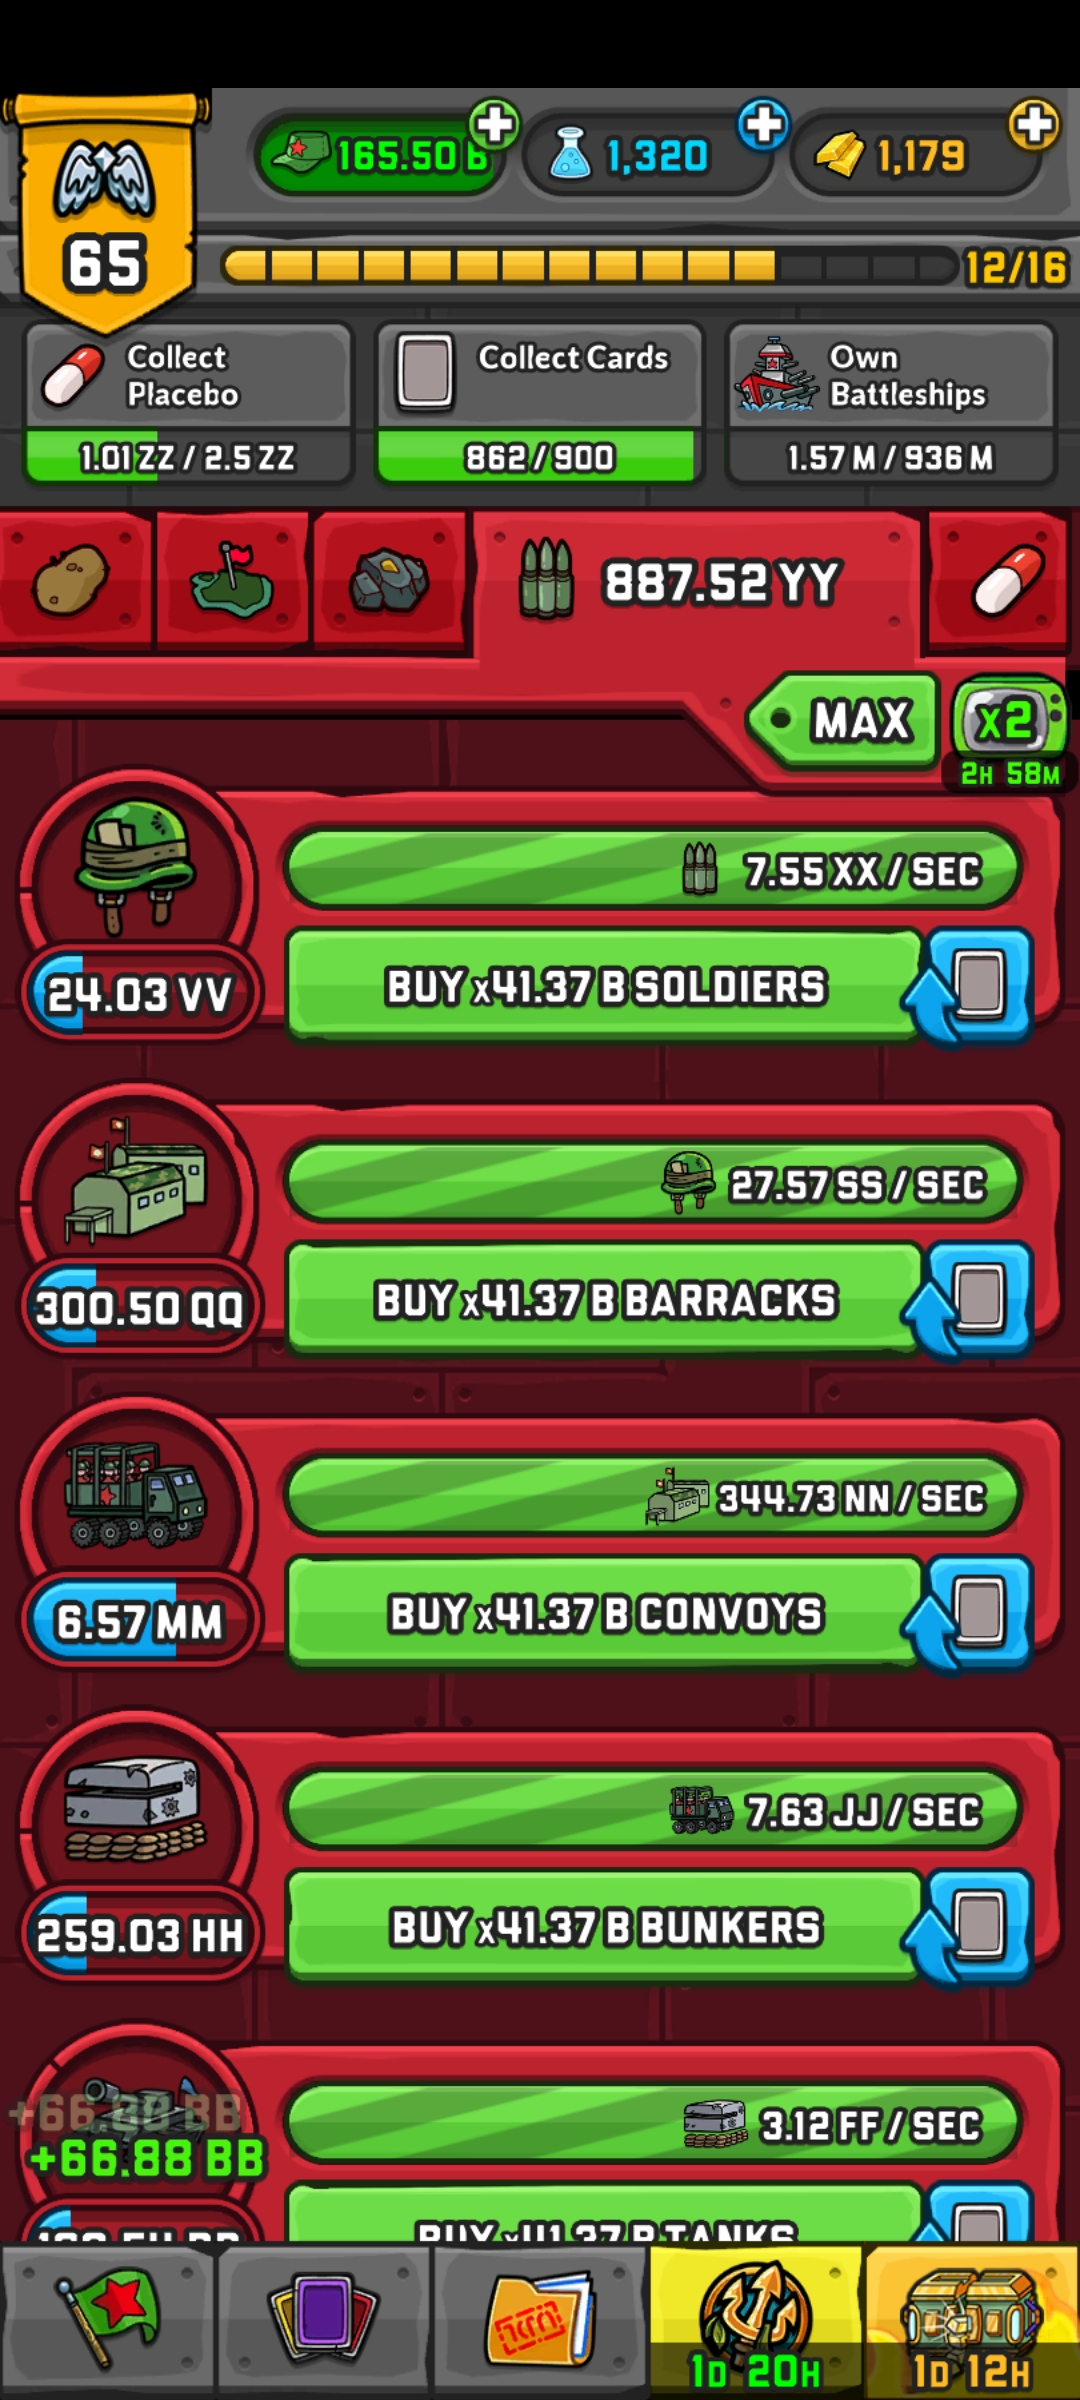 165.50 B
1,320
1,179
65
12/16
Collect
Placebo
1.01 ZZ / 2.5 ZZ
Collect Cards
862/900
Own
Battleships
1.57 M / 936 M
887.52 YY
MAX
x2
2H 58M
7.55 XX / SEC
24.03 VV
BUY x41.37 B SOLDIERS
27.57 SS / SEC
300.50 QQ
BUY x41.37 B BARRACKS
344.73 NN / SEC
6.57 MM
BUY x41.37 B CONVOYS
7.63 JJ / SEC
259.03 HH
BUY x41.37 B BUNKERS
+66.88 BB
+66.88 BB
3.12 FF / SEC
BUY x41.37 B TANKS
1D 20H
1D 12H